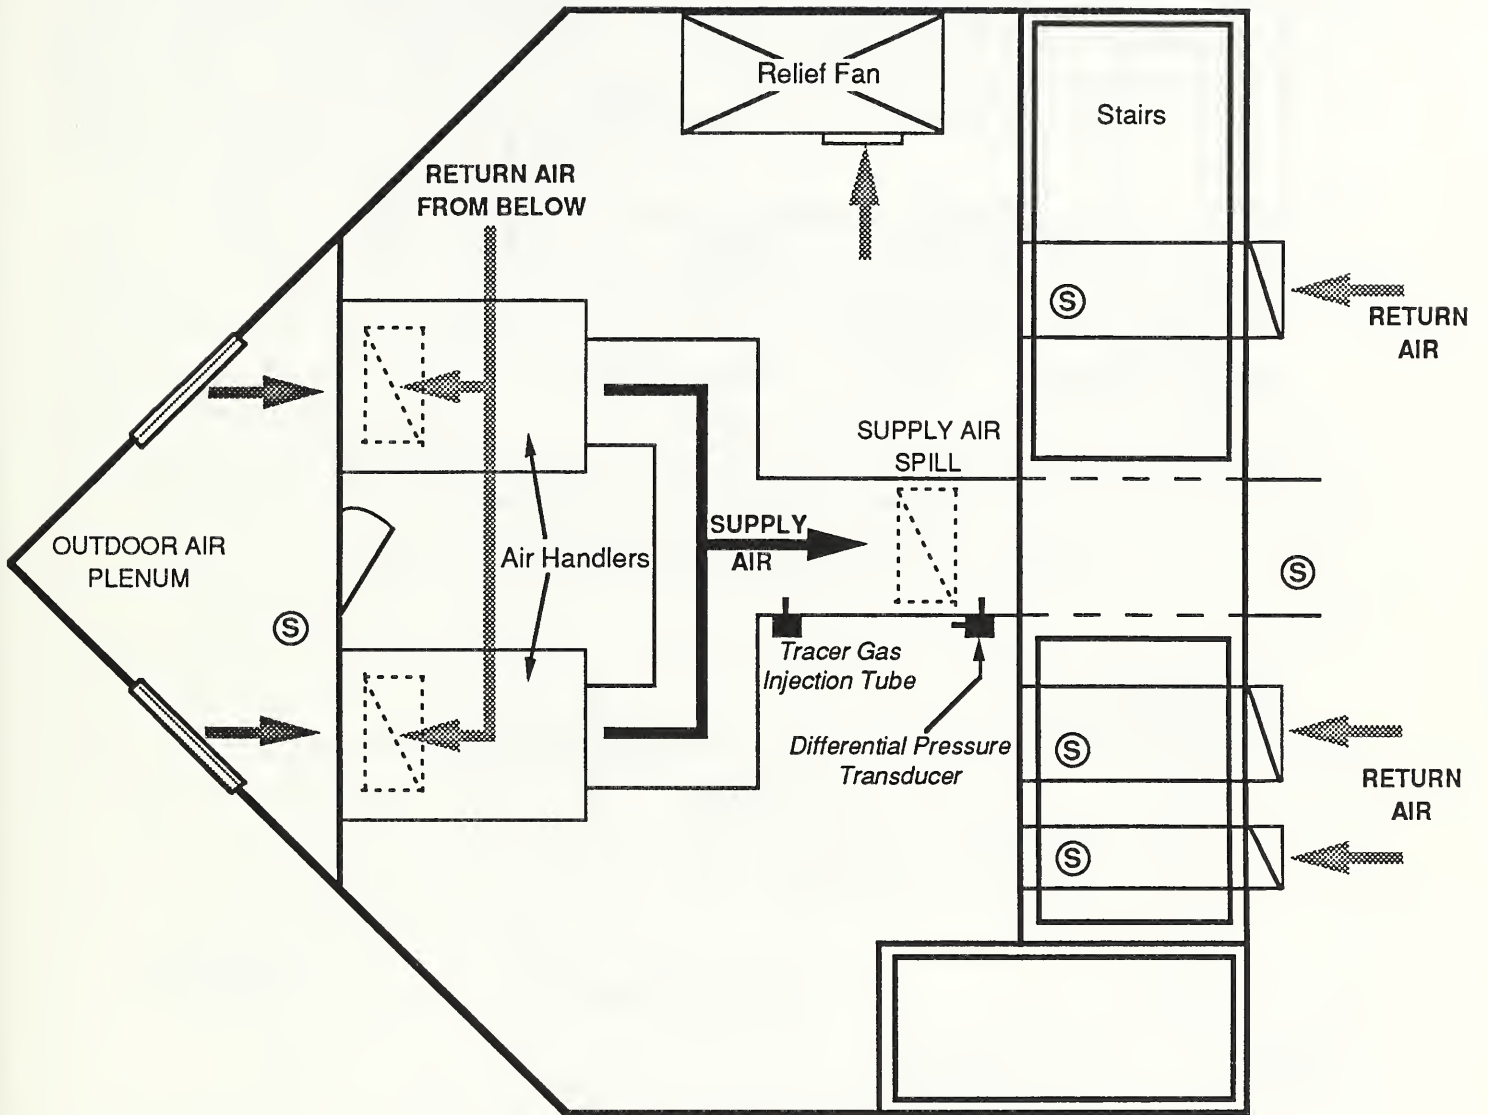 Relief Fan
Stairs
RETURN AIR
FROM BELOW
S
RETURN
AIR
SUPPLY AIR
SPILL
OUTDOOR AIR
PLENUM
Air Handlers
SUPPLY
AIR
S
S
Tracer Gas
Injection Tube
Differential Pressure
Transducer
S
RETURN
AIR
S